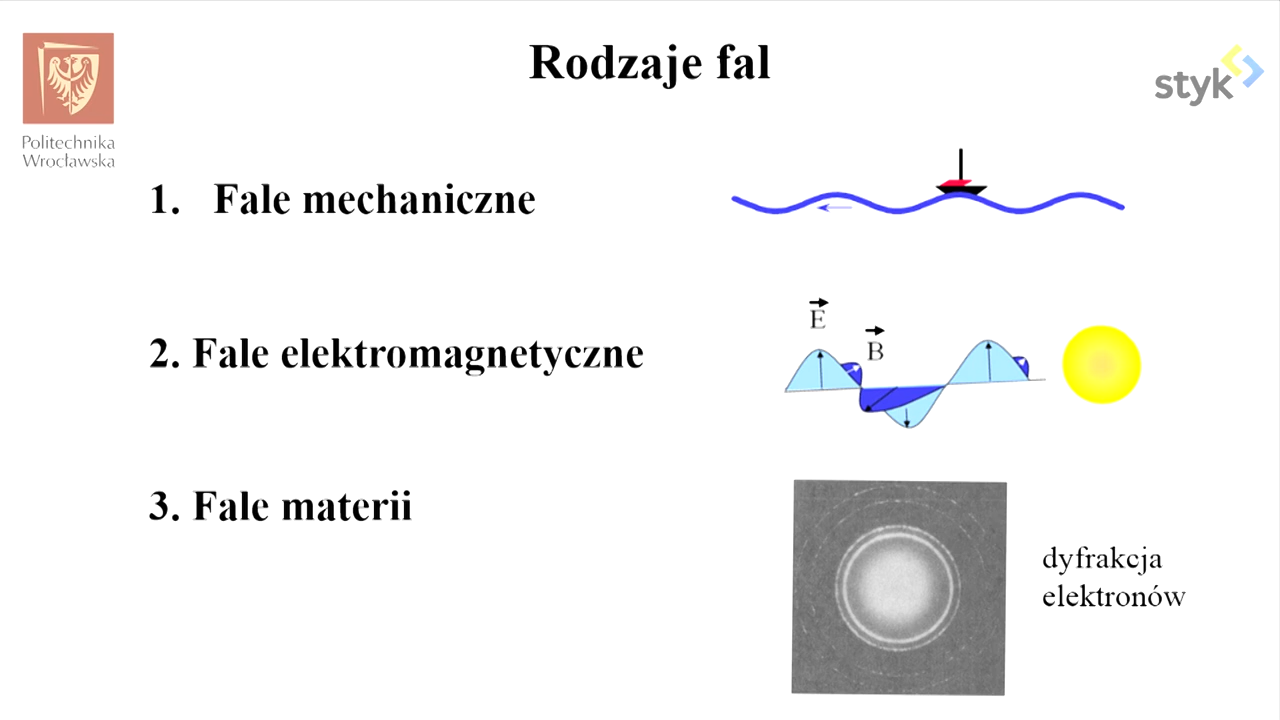 Rodzaje fal
Politechnika
Wrocławska
styk
1. Fale mechaniczne
2. Fale elektromagnetyczne
E
B
3. Fale materii
dyfrakcja
elektronów